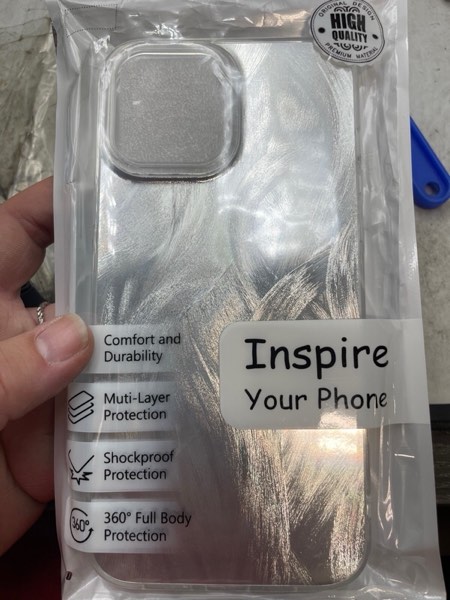 ORIGINAL DESIGN
HIGH
QUALITY
PREMIUM MATERIAL
Inspire
Your Phone
Comfort and
Durability
Muti-Layer
Protection
Shockproof
Protection
360°
360° Full Body
Protection